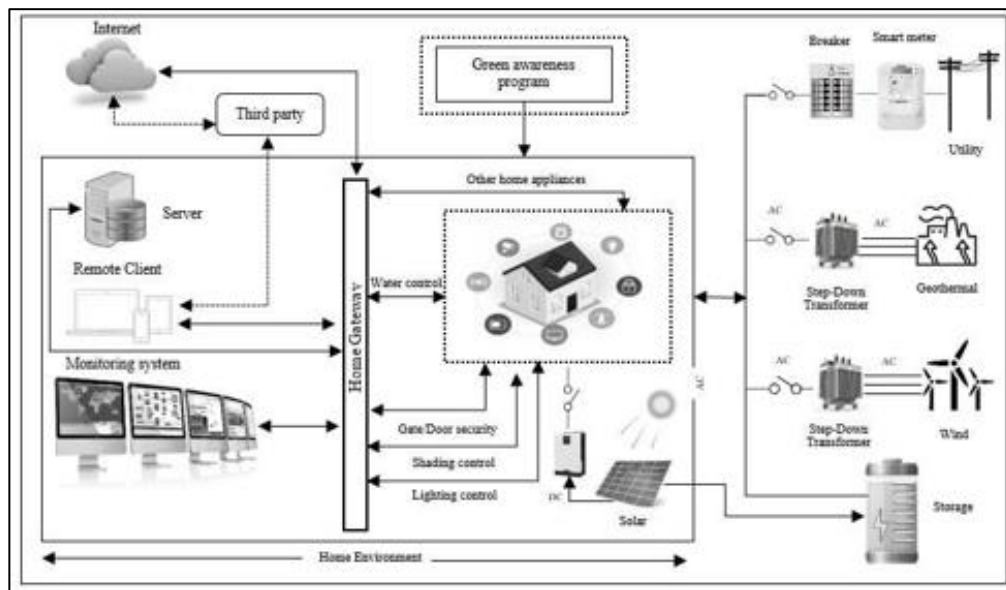 Internet
Green awareness
program
Breaker
Smart meter
Third party
Utility
Other home appliances
Server
AC
AC
Remote Client
Water control
Home Gateway
Step-Down
Transformer
Geothermal
Monitoring system
AC
AC
AC
Gate/Door security
Step-Down
Transformer
Wind
Shading control
Lighting control
DC
Solar
Storage
Home Environment